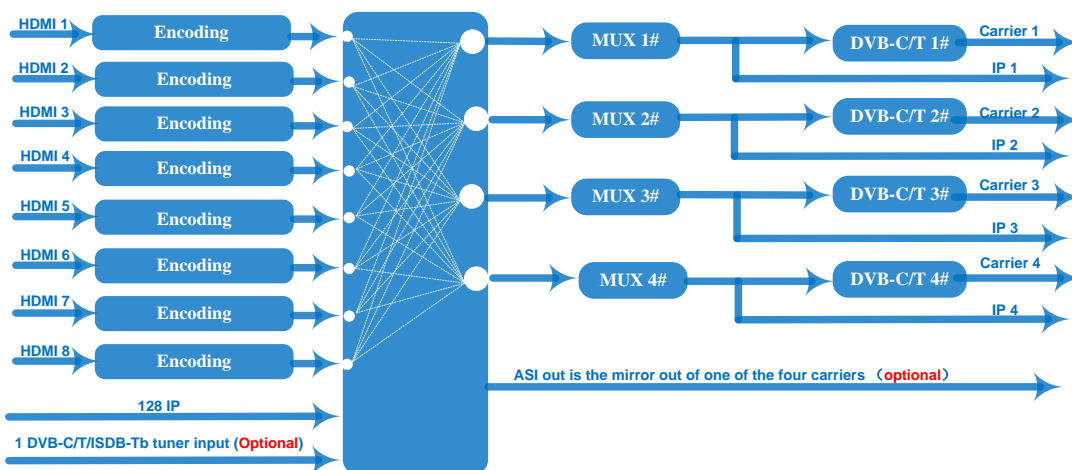 HDMI 1
Encoding
MUX 1#
DVB-C/T 1#
Carrier 1
IP 1
HDMI 2
Encoding
MUX 2#
DVB-C/T 2#
Carrier 2
IP 2
HDMI 3
Encoding
HDMI 4
Encoding
MUX 3#
DVB-C/T 3#
Carrier 3
IP 3
HDMI 5
Encoding
HDMI 6
Encoding
MUX 4#
DVB-C/T 4#
Carrier 4
IP 4
HDMI 7
Encoding
HDMI 8
Encoding
ASI out is the mirror out of one of the four carriers （optional）
128 IP
1 DVB-C/T/ISDB-Tb tuner input (Optional)